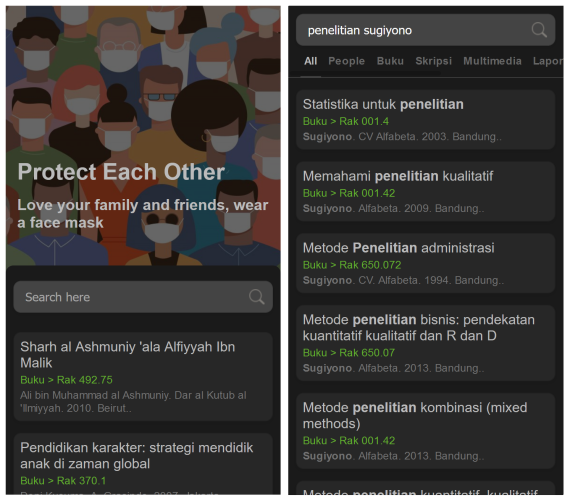 Protect Each Other
Love your family and friends, wear
a face mask
Search here
Sharh al Ashmuniy 'ala Alfiyyah Ibn
Malik
Buku > Rak 492.75
Ali bin Muhammad al Ashmuniy. Dar al Kutub al
'Ilmiyyah. 2010. Beirut..
Pendidikan karakter: strategi mendidik
anak di zaman global
Buku > Rak 370.1
penelitian sugiyono
All People Buku Skripsi Multimedia Lapor
Statistika untuk penelitian
Buku > Rak 001.4
Sugiyono. CV Alfabeta. 2003. Bandung..
Memahami penelitian kualitatif
Buku > Rak 001.42
Sugiyono. Alfabeta. 2009. Bandung..
Metode Penelitian administrasi
Buku > Rak 650.072
Sugiyono. CV. Alfabeta. 1994. Bandung..
Metode penelitian bisnis: pendekatan
kuantitatif kualitatif dan R dan D
Buku > Rak 650.07
Sugiyono. Alfabeta. 2013. Bandung..
Metode penelitian kombinasi (mixed
methods)
Buku > Rak 001.42
Sugiyono. Alfabeta. 2013. Bandung..
Metode penelitian kuantitatif, kualitatif